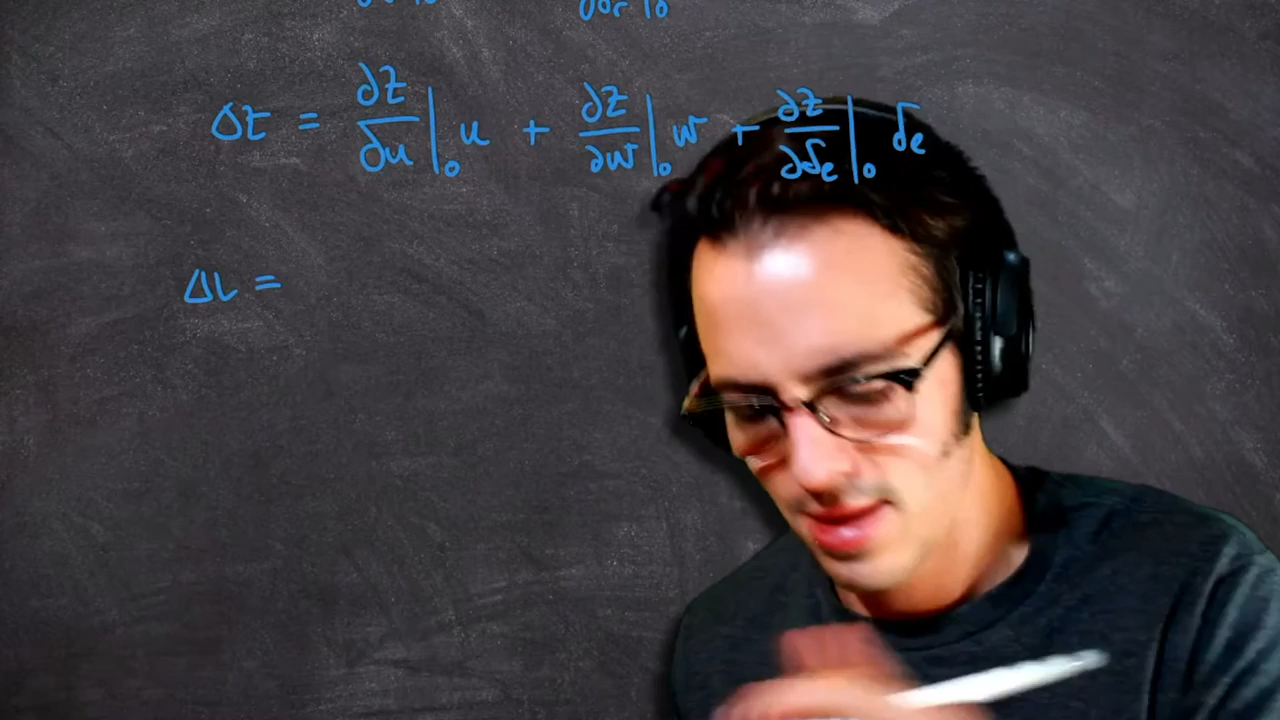 ΔZ = ∂Z/∂u|₀ u + ∂Z/∂w|₀ w + ∂Z/∂δe|₀ δe
ΔL =